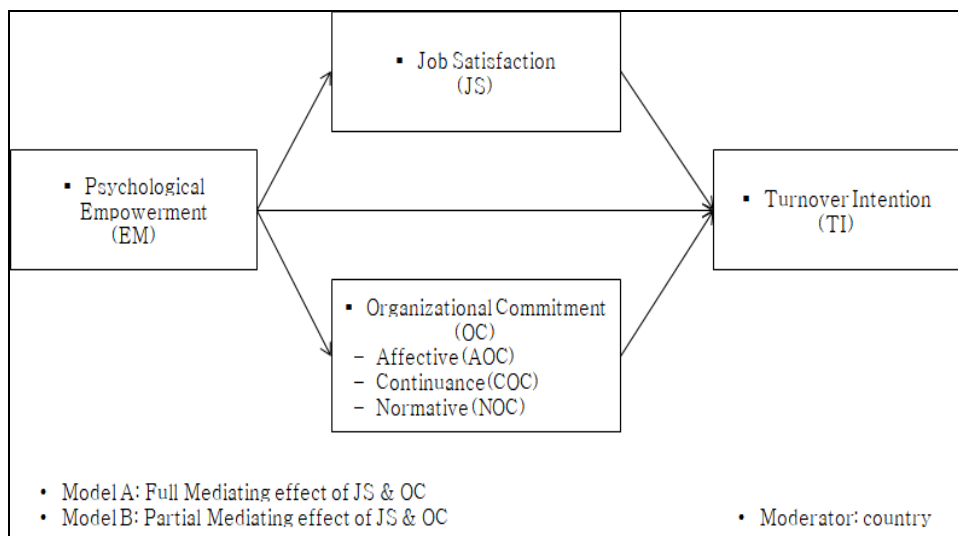 ▪ Job Satisfaction
(JS)
▪ Psychological
Empowerment
(EM)
▪ Turnover Intention
(TI)
▪ Organizational Commitment
(OC)
- Affective(AOC)
- Continuance(COC)
- Normative(NOC)
• Model A: Full Mediating effect of JS & OC
• Model B: Partial Mediating effect of JS & OC
• Moderator: country